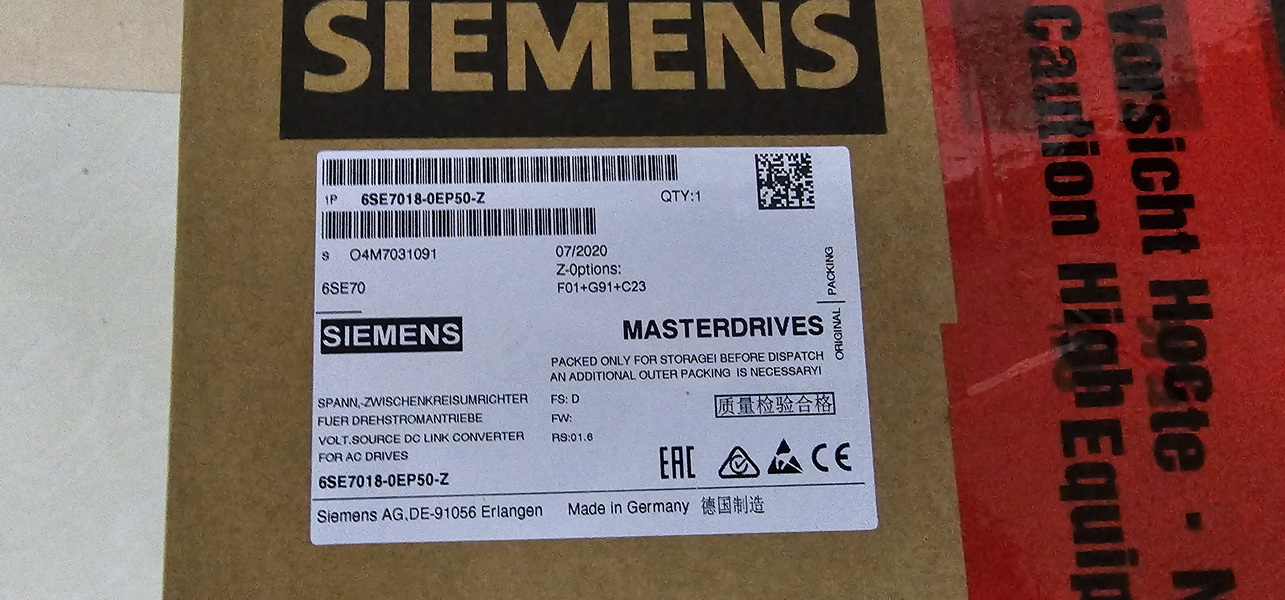 SIEMENS
1P 6SE7018-0EP50-Z QTY:1
S O4M7031091 07/2020
Z-Options:
6SE70 F01+G91+C23
ORIGINAL PACKING
SIEMENS MASTERDRIVES
PACKED ONLY FOR STORAGE! BEFORE DISPATCH
AN ADDITIONAL OUTER PACKING IS NECESSARY!
SPANN,-ZWISCHENKREISUMRICHTER FS: D
FUER DREHSTROMANTRIEBE FW:
VOLT.SOURCE DC LINK CONVERTER RS:01.6
FOR AC DRIVES
质量检验合格
EAC CE
6SE7018-0EP50-Z
Siemens AG,DE-91056 Erlangen Made in Germany 德国制造
Vorsicht Hocte ·
Caution High Equip